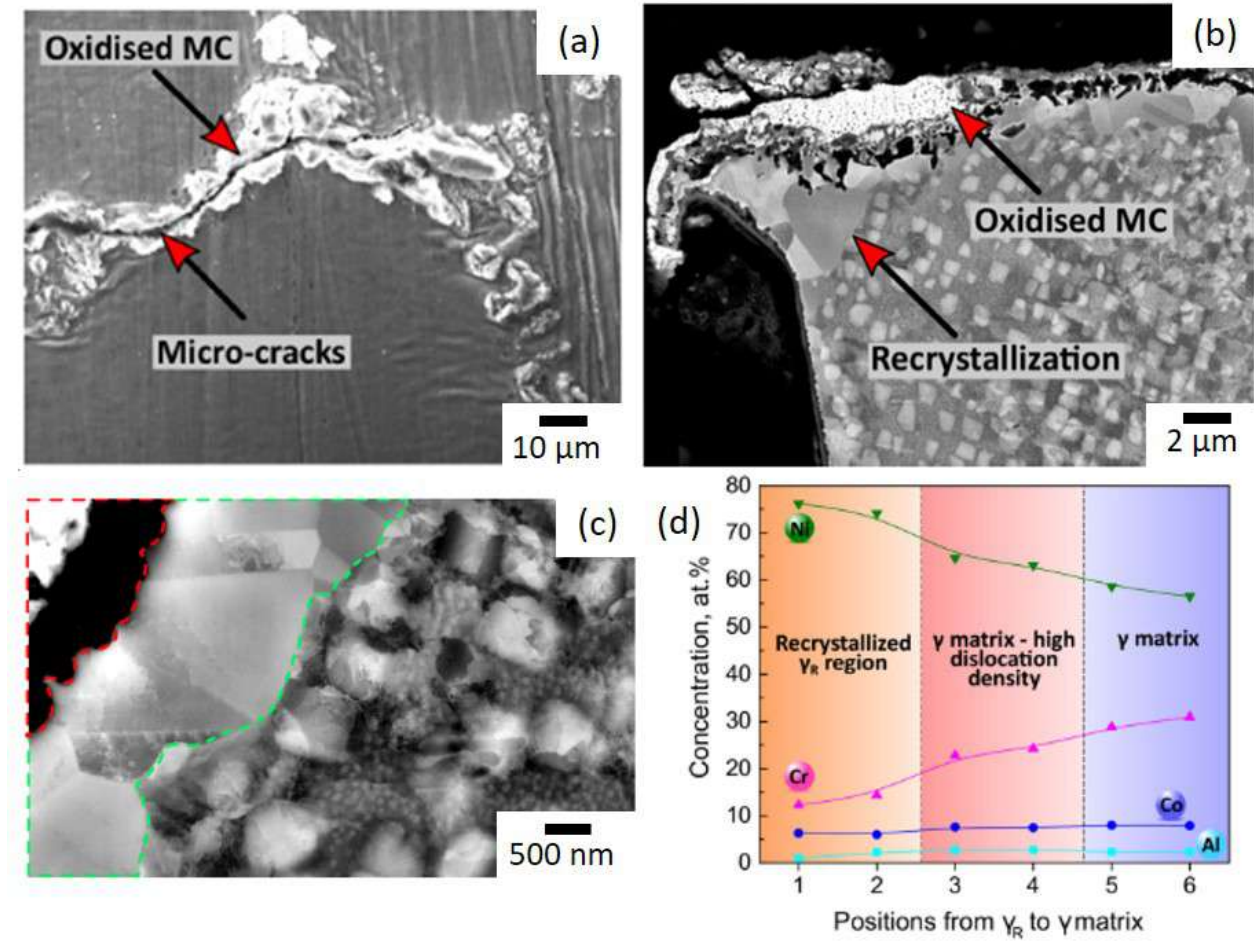 (a)
Oxidised MC
Micro-cracks
10 μm
(b)
Oxidised MC
Recrystallization
2 μm
(c)
500 nm
(d)
80
70
60
50
40
30
20
10
0
Concentration, at.%
Ni
Cr
Co
Al
Recrystallized
γR region
γ matrix - high
dislocation
density
γ matrix
1 2 3 4 5 6
Positions from γR to γ matrix